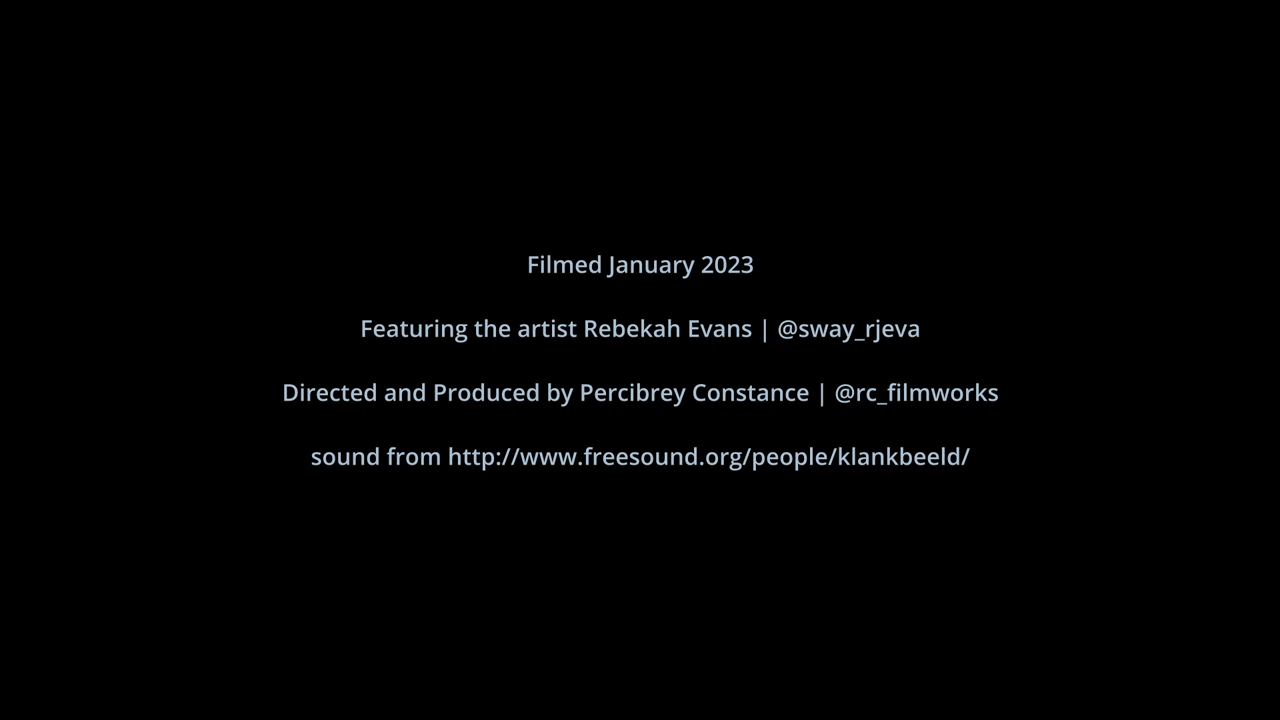 Filmed January 2023
Featuring the artist Rebekah Evans | @sway_rjeva
Directed and Produced by Percibrey Constance | @rc_filmworks
sound from http://www.freesound.org/people/klankbeeld/